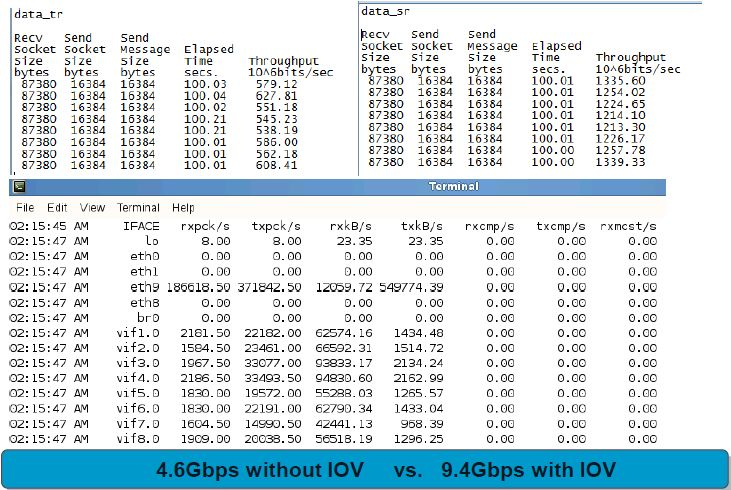 data_tr
Recv Send Send
Socket Socket Message Elapsed
Size Size Size Time Throughput
bytes bytes bytes secs. 10^6bits/sec
87380 16384 16384 100.03 579.12
87380 16384 16384 100.04 627.81
87380 16384 16384 100.02 551.18
87380 16384 16384 100.21 545.23
87380 16384 16384 100.21 538.19
87380 16384 16384 100.01 586.00
87380 16384 16384 100.01 562.18
87380 16384 16384 100.01 608.41
data_sr
Recv Send Send
Socket Socket Message Elapsed
Size Size Size Time Throughput
bytes bytes bytes secs. 10^6bits/sec
87380 16384 16384 100.01 1335.60
87380 16384 16384 100.01 1254.02
87380 16384 16384 100.01 1224.65
87380 16384 16384 100.01 1214.10
87380 16384 16384 100.01 1213.30
87380 16384 16384 100.01 1226.17
87380 16384 16384 100.01 1257.78
87380 16384 16384 100.00 1339.33
Terminal
File Edit View Terminal Help
02:15:45 AM IFACE rxpck/s txpck/s rxkB/s txkB/s rxcmp/s txcmp/s rxmcst/s
02:15:47 AM lo 8.00 8.00 23.35 23.35 0.00 0.00 0.00
02:15:47 AM eth0 0.00 0.00 0.00 0.00 0.00 0.00 0.00
02:15:47 AM eth1 0.00 0.00 0.00 0.00 0.00 0.00 0.00
02:15:47 AM eth9 186618.50 371842.50 12059.72 549774.39 0.00 0.00 0.00
02:15:47 AM eth8 0.00 0.00 0.00 0.00 0.00 0.00 0.00
02:15:47 AM br0 0.00 0.00 0.00 0.00 0.00 0.00 0.00
02:15:47 AM vif1.0 2181.50 22182.00 62574.16 1434.48 0.00 0.00 0.00
02:15:47 AM vif2.0 1584.50 23461.00 66592.31 1514.72 0.00 0.00 0.00
02:15:47 AM vif3.0 1967.50 33077.00 93833.17 2134.24 0.00 0.00 0.00
02:15:47 AM vif4.0 2186.50 33493.50 94830.60 2162.99 0.00 0.00 0.00
02:15:47 AM vif5.0 1830.00 19572.00 55288.03 1265.57 0.00 0.00 0.00
02:15:47 AM vif6.0 1830.00 22191.00 62790.34 1433.04 0.00 0.00 0.00
02:15:47 AM vif7.0 1604.50 14990.50 42441.13 968.39 0.00 0.00 0.00
02:15:47 AM vif8.0 1909.00 20038.50 56518.19 1296.25 0.00 0.00 0.00
4.6Gbps without IOV vs. 9.4Gbps with IOV